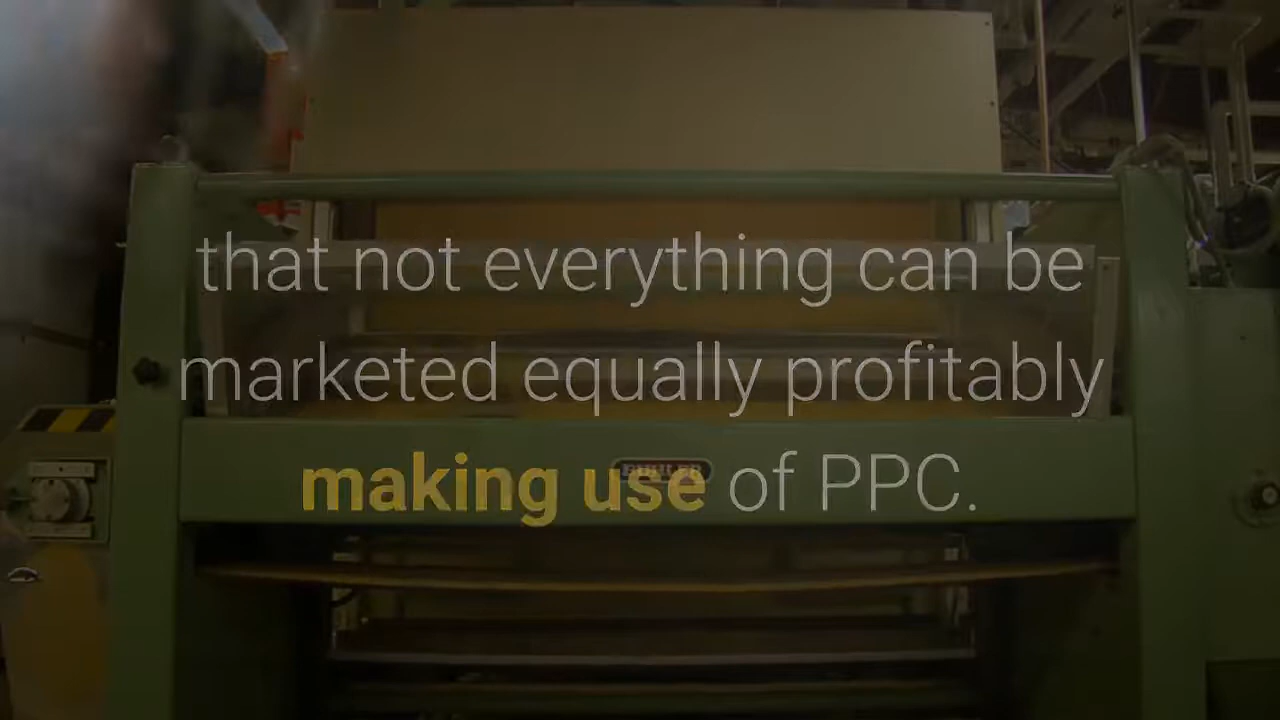 that not everything can be
marketed equally profitably
making use of PPC.